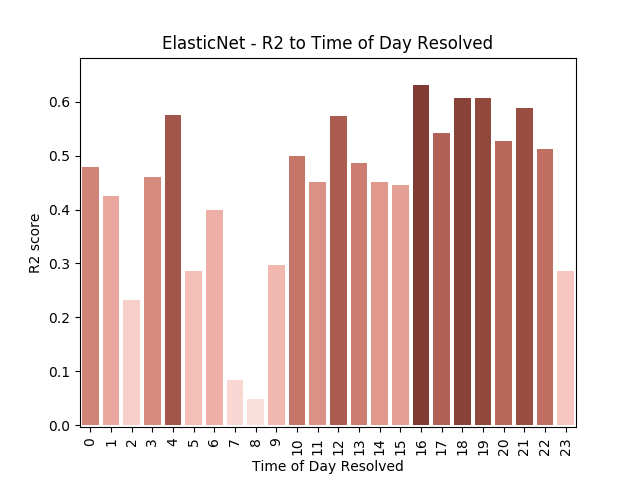 ElasticNet - R2 to Time of Day Resolved
R2 score
0.6
0.5
0.4
0.3
0.2
0.1
0.0
0 1 2 3 4 5 6 7 8 9 10 11 12 13 14 15 16 17 18 19 20 21 22 23
Time of Day Resolved